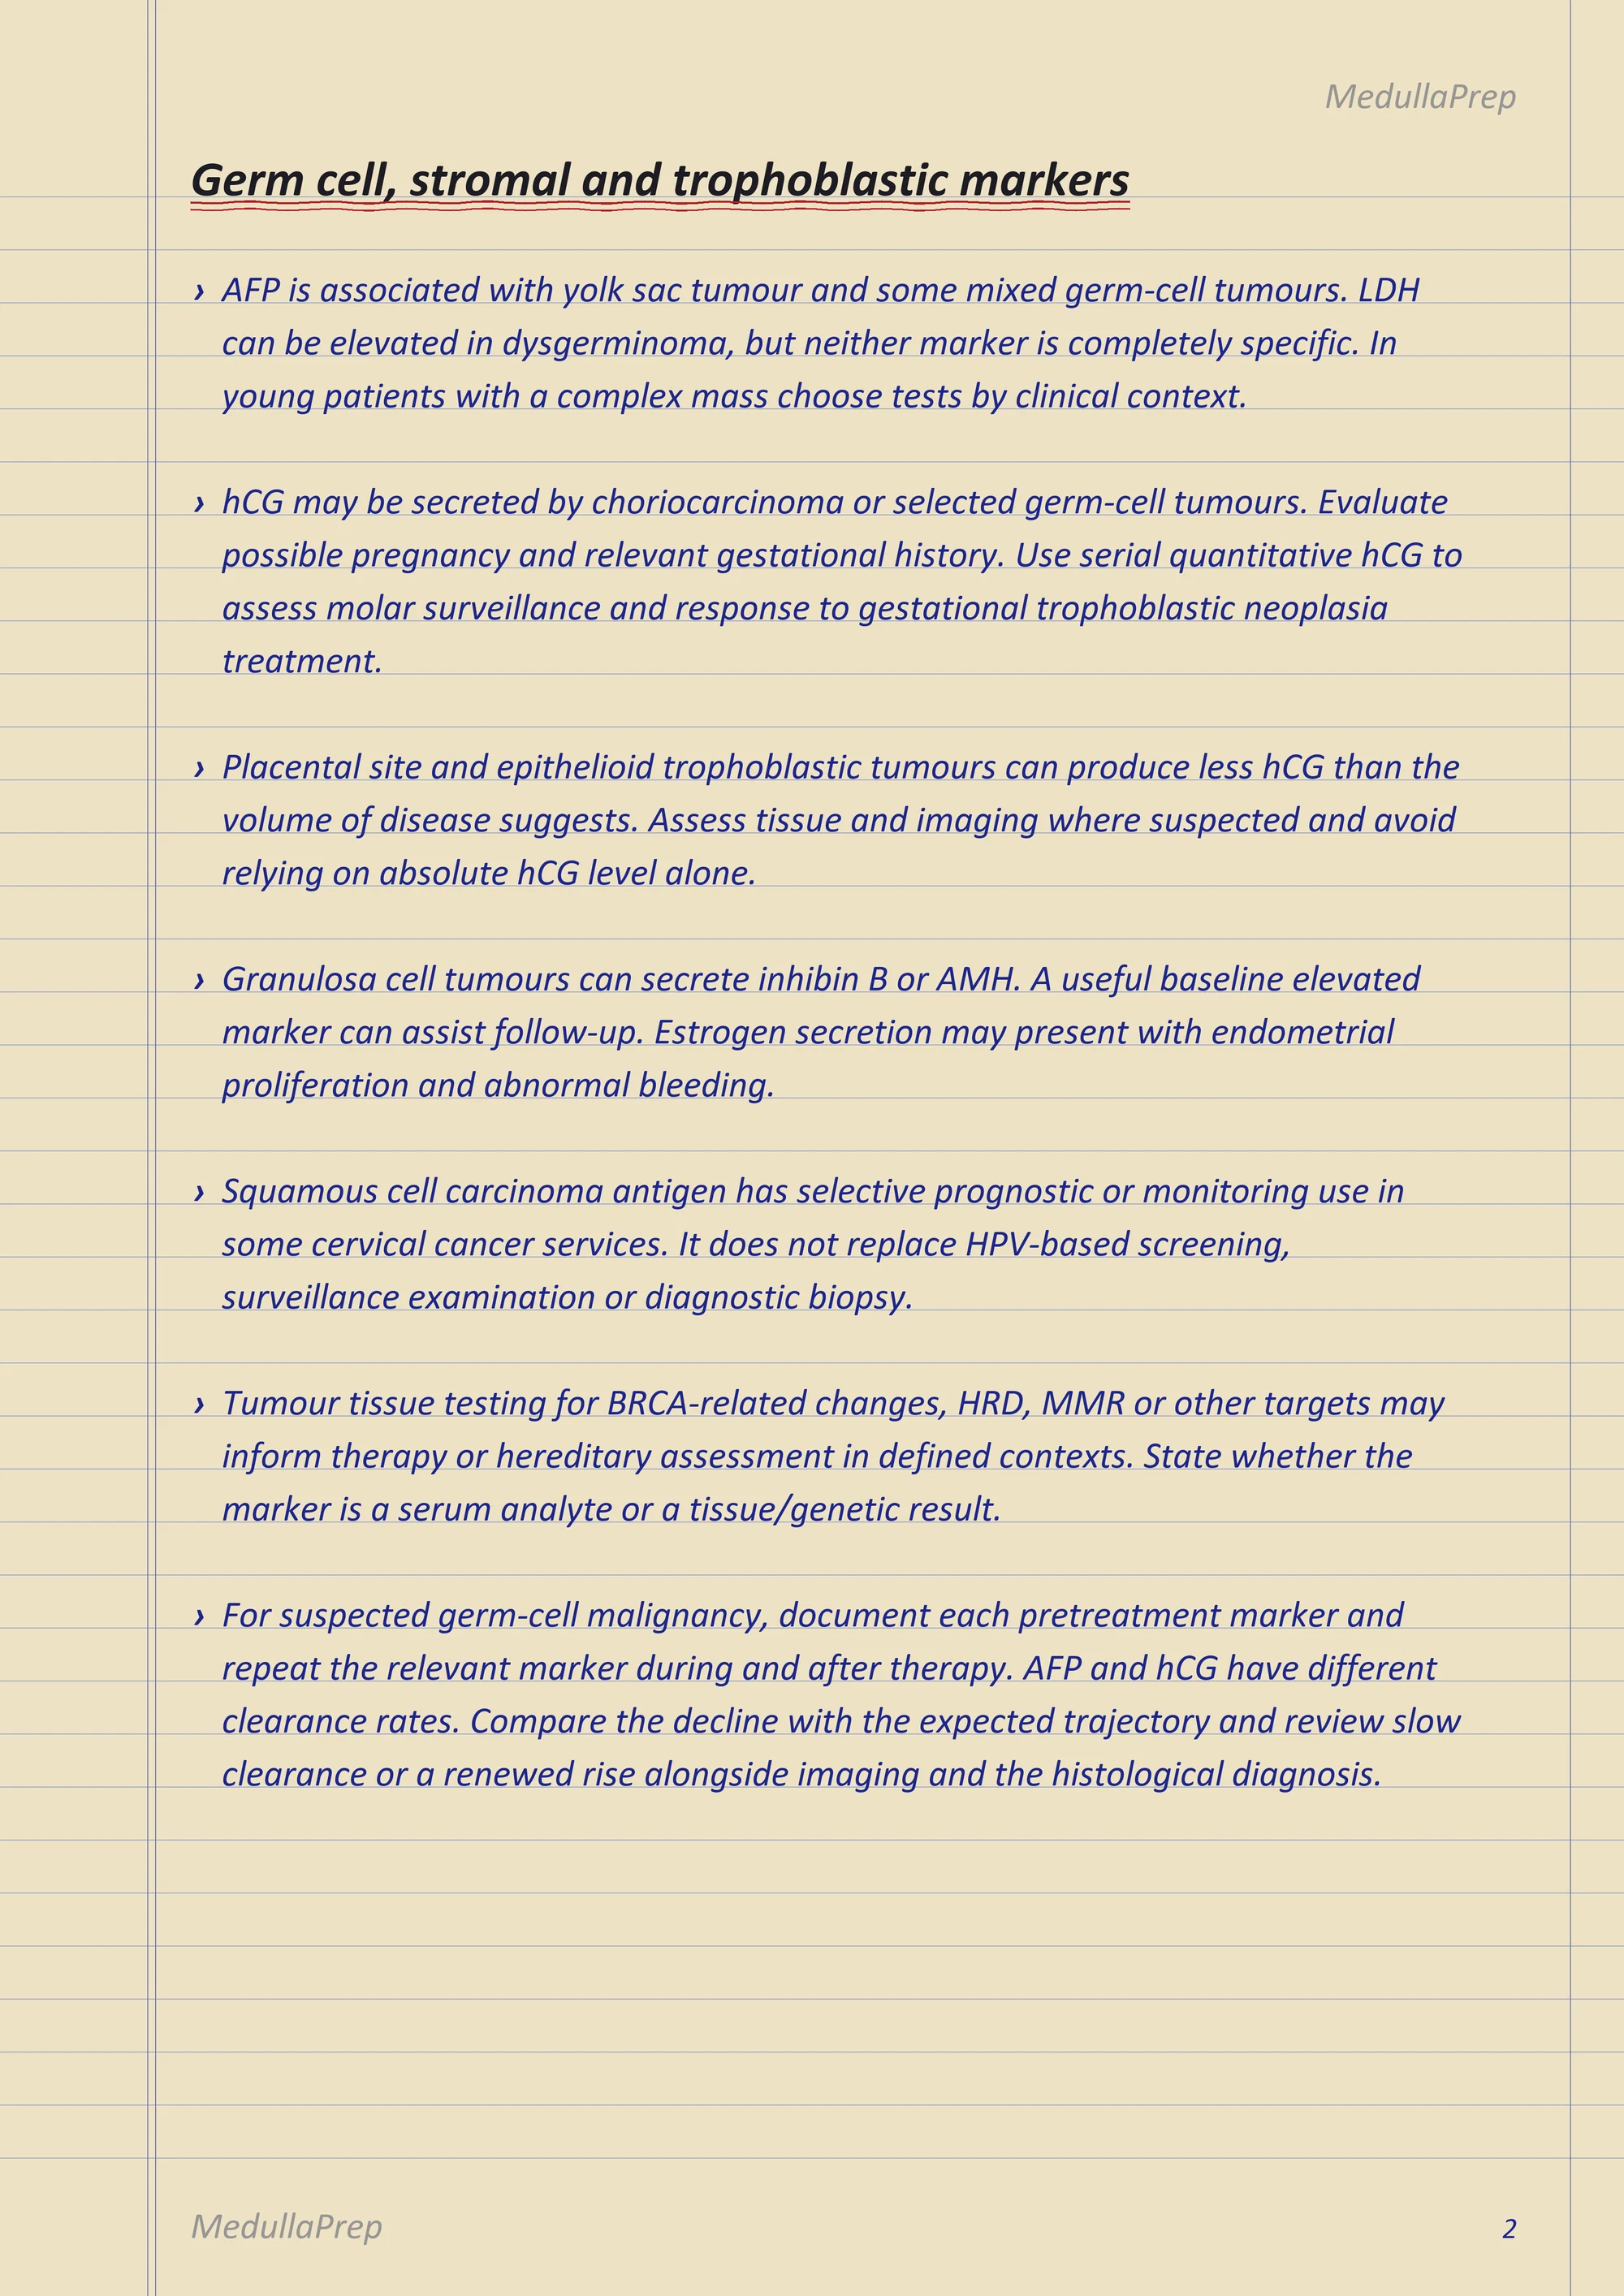 MedullaPrep
Germ cell, stromal and trophoblastic markers
› AFP is associated with yolk sac tumour and some mixed germ-cell tumours. LDH
can be elevated in dysgerminoma, but neither marker is completely specific. In
young patients with a complex mass choose tests by clinical context.
› hCG may be secreted by choriocarcinoma or selected germ-cell tumours. Evaluate
possible pregnancy and relevant gestational history. Use serial quantitative hCG to
assess molar surveillance and response to gestational trophoblastic neoplasia
treatment.
› Placental site and epithelioid trophoblastic tumours can produce less hCG than the
volume of disease suggests. Assess tissue and imaging where suspected and avoid
relying on absolute hCG level alone.
› Granulosa cell tumours can secrete inhibin B or AMH. A useful baseline elevated
marker can assist follow-up. Estrogen secretion may present with endometrial
proliferation and abnormal bleeding.
› Squamous cell carcinoma antigen has selective prognostic or monitoring use in
some cervical cancer services. It does not replace HPV-based screening,
surveillance examination or diagnostic biopsy.
› Tumour tissue testing for BRCA-related changes, HRD, MMR or other targets may
inform therapy or hereditary assessment in defined contexts. State whether the
marker is a serum analyte or a tissue/genetic result.
› For suspected germ-cell malignancy, document each pretreatment marker and
repeat the relevant marker during and after therapy. AFP and hCG have different
clearance rates. Compare the decline with the expected trajectory and review slow
clearance or a renewed rise alongside imaging and the histological diagnosis.
MedullaPrep
2